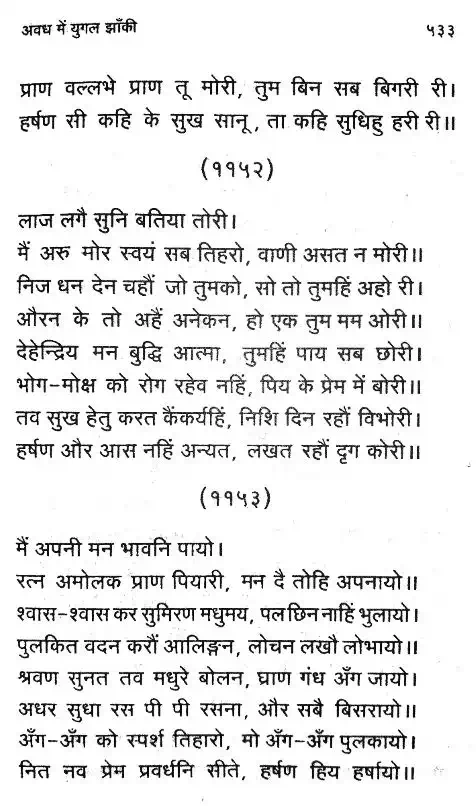 अवध में युगल झाँकी ५३३
प्राण वल्लभे प्राण तू मोरी, तुम बिन सब बिगरी री।
हर्षण सी कहि के सुख सानू, ता कहि सुधिहु हरी री॥
(११५२)
लाज लगै सुनि बतिया तोरी।
मैं अरु मोर स्वयं सब तिहरो, वाणी असत न मोरी॥
निज धन देन चहौं जो तुमको, सो तो तुमहिं अहो री।
औरन के तो अहैं अनेकन, हो एक तुम मम ओरी॥
देहेन्द्रिय मन बुद्धि आत्मा, तुमहिं पाय सब छोरी।
भोग-मोक्ष को रोग रहेव नहिं, पिय के प्रेम में बोरी॥
तव सुख हेतु करत कैंकर्यहिं, निशि दिन रहौं विभोरी।
हर्षण और आस नहिं अन्यत, लखत रहौं दृग कोरी॥
(११५३)
मैं अपनी मन भावनि पायो।
रत्न अमोलक प्राण पियारी, मन दै तोहि अपनायो॥
श्वास-श्वास कर सुमिरण मधुमय, पल छिन नाहिं भुलायो।
पुलकित वदन करौं आलिङ्गन, लोचन लखौ लोभायो॥
श्रवण सुनत तव मधुरे बोलन, घ्राण गंध अँग जायो।
अधर सुधा रस पी पी रसना, और सबै बिसरायो॥
अँग-अँग को स्पर्श तिहारो, मो अँग-अँग पुलकायो।
नित नव प्रेम प्रवर्धनि सीते, हर्षण हिय हर्षायो॥